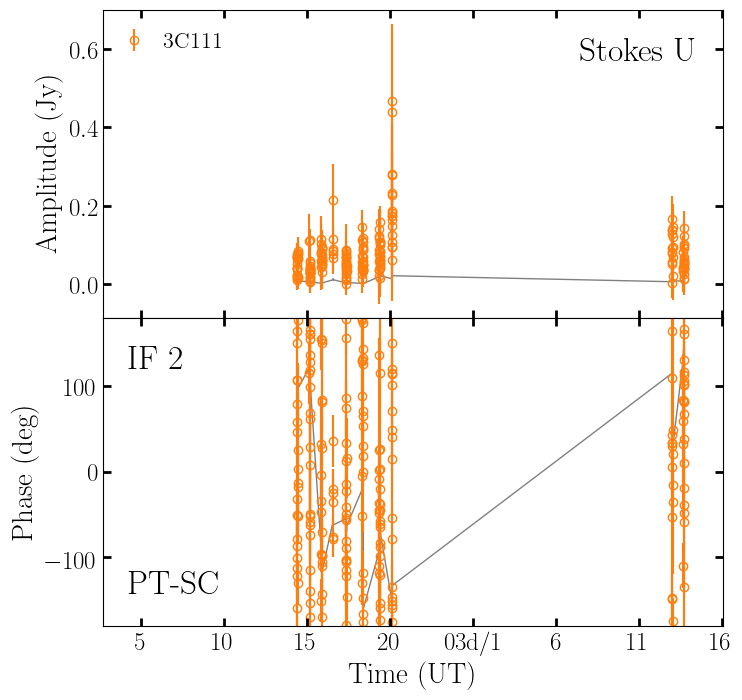 3C111
Stokes U
0.6
0.4
0.2
0.0
Amplitude (Jy)
IF 2
PT-SC
100
0
−100
Phase (deg)
5 10 15 20 03d/1 6 11 16
Time (UT)